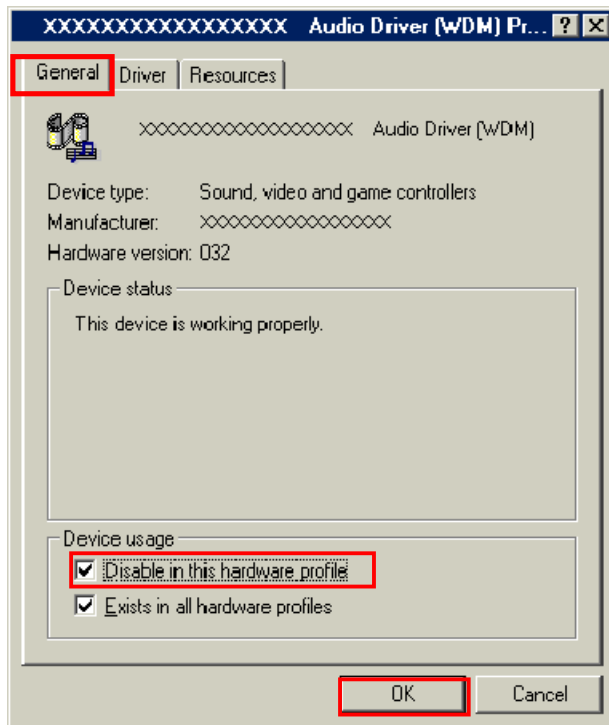 XXXXXXXXXXXXXXXXX Audio Driver (WDM) Pr... ? X
General Driver Resources
XXXXXXXXXXXXXXXXXXXX Audio Driver (WDM)
Device type: Sound, video and game controllers
Manufacturer: XXXXXXXXXXXXXXXXXX
Hardware version: 032
Device status
This device is working properly.
Device usage
Disable in this hardware profile
Exists in all hardware profiles
OK Cancel